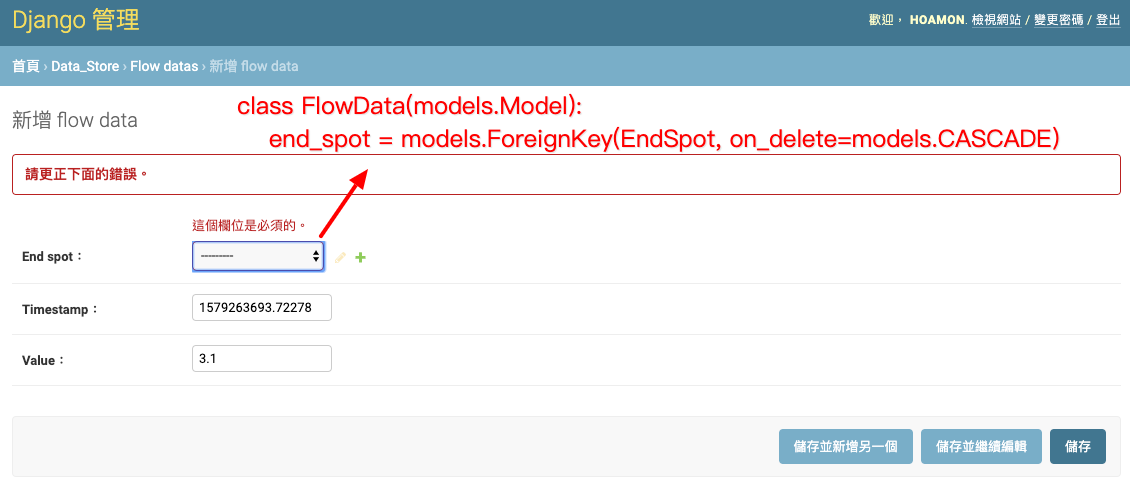 Django 管理
歡迎， HOAMON. 檢視網站 / 變更密碼 / 登出
首頁 › Data_Store › Flow datas › 新增 flow data
新增 flow data
class FlowData(models.Model):
end_spot = models.ForeignKey(EndSpot, on_delete=models.CASCADE)
請更正下面的錯誤。
這個欄位是必須的。
End spot：
---------
Timestamp：
1579263693.72278
Value：
3.1
儲存並新增另一個
儲存並繼續編輯
儲存